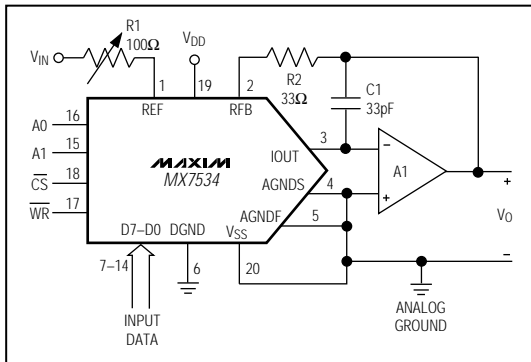 R1
100Ω
VIN
VDD
R2
33Ω
C1
33pF
1
19
2
REF
RFB
A0
16
A1
15
CS
18
WR
17
MAXIM
MX7534
IOUT
3
AGNDS
4
AGNDF
5
D7–D0
DGND
VSS
7–14
6
20
INPUT
DATA
−
+
A1
+
VO
−
ANALOG
GROUND